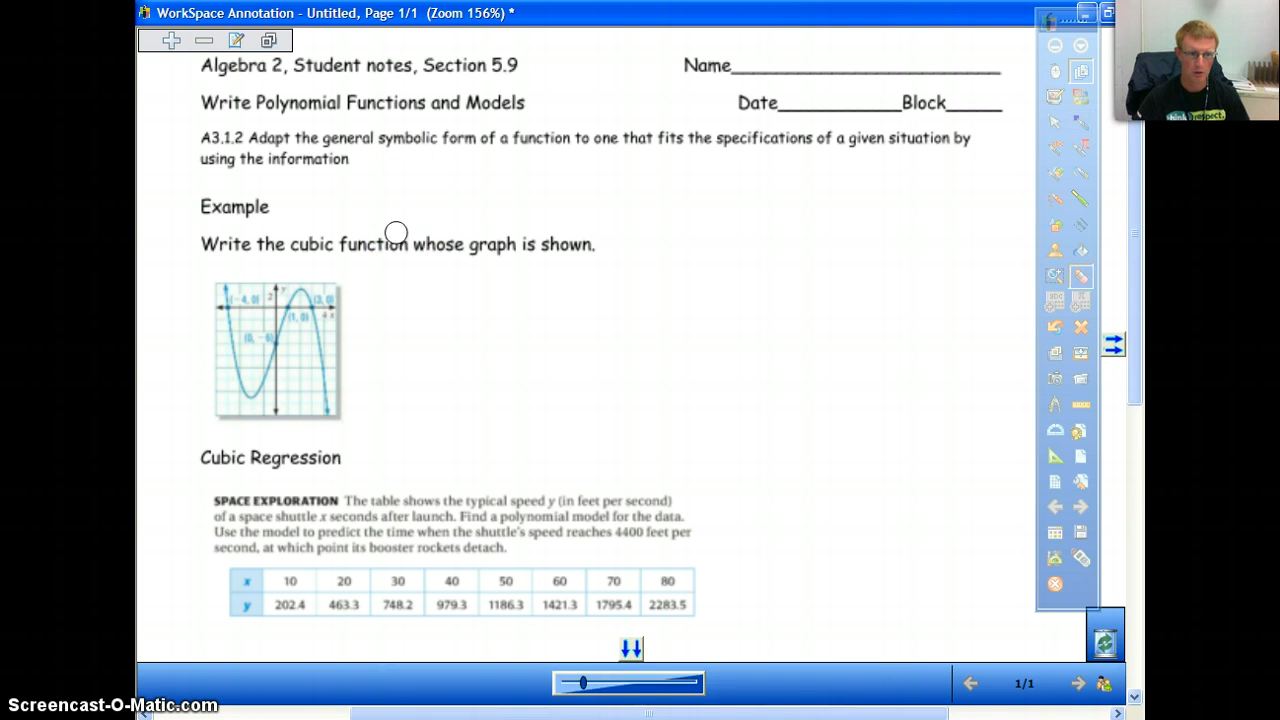 WorkSpace Annotation - Untitled, Page 1/1 (Zoom 156%) *
Algebra 2, Student notes, Section 5.9 Name
Write Polynomial Functions and Models Date Block
A3.1.2 Adapt the general symbolic form of a function to one that fits the specifications of a given situation by
using the information
Example
Write the cubic function whose graph is shown.
(-4, 0) 2 y (3, 0)
(1, 0) 4 x
(0, -6)
Cubic Regression
SPACE EXPLORATION The table shows the typical speed y (in feet per second)
of a space shuttle x seconds after launch. Find a polynomial model for the data.
Use the model to predict the time when the shuttle's speed reaches 4400 feet per
second, at which point its booster rockets detach.
x 10 20 30 40 50 60 70 80
y 202.4 463.3 748.2 979.3 1186.3 1421.3 1795.4 2283.5
1/1
Screencast-O-Matic.com